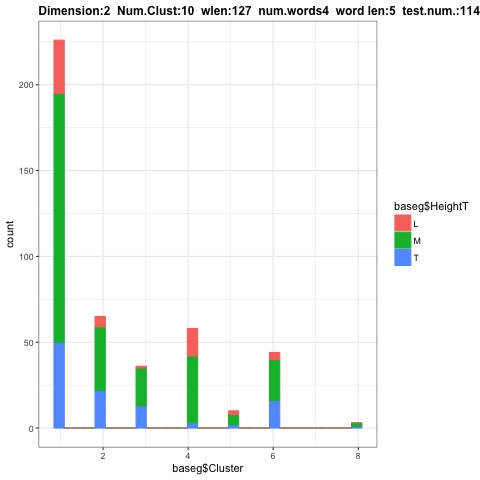 Dimension:2 Num.Clust:10 wlen:127 num.words4 word len:5 test.num.:114
200
150
100
50
0
count
2
4
6
8
baseg$Cluster
baseg$HeightT
L
M
T